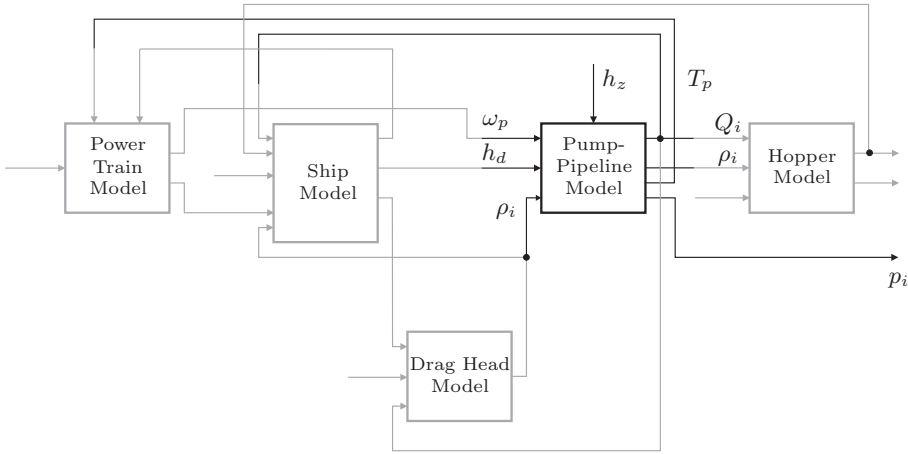 h_z
T_p
Power
Train
Model
Ship
Model
ω_p
h_d
ρ_i
Pump-
Pipeline
Model
Q_i
ρ_i
Hopper
Model
p_i
Drag Head
Model